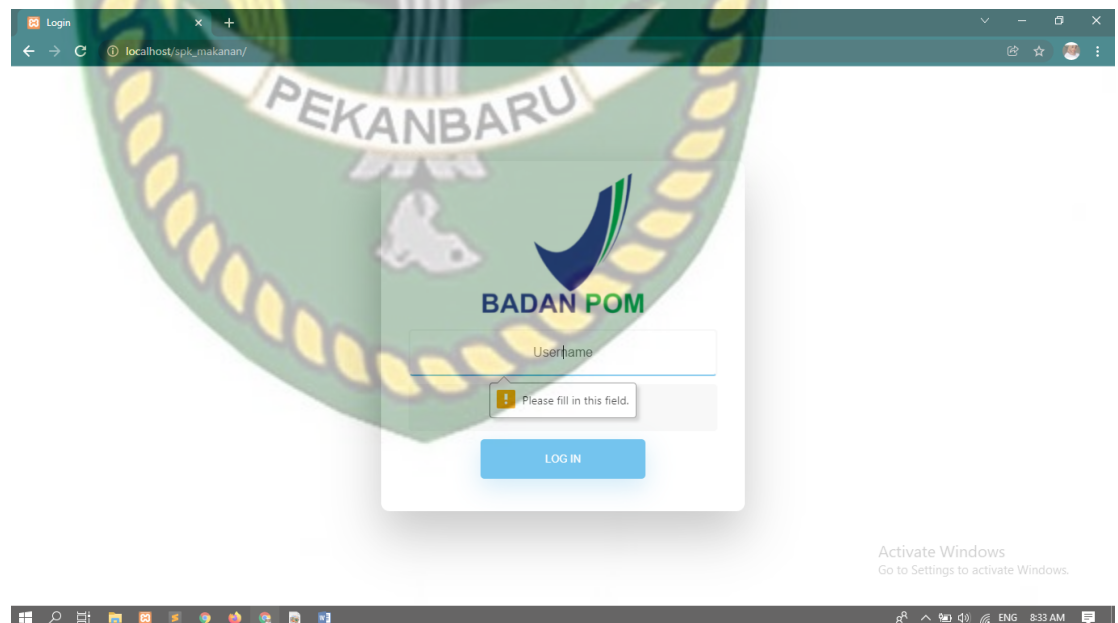 Login
localhost/spk_makanan/
PEKANBARU
BADAN POM
Username
Please fill in this field.
LOG IN
Activate Windows
Go to Settings to activate Windows.
ENG 8:33 AM